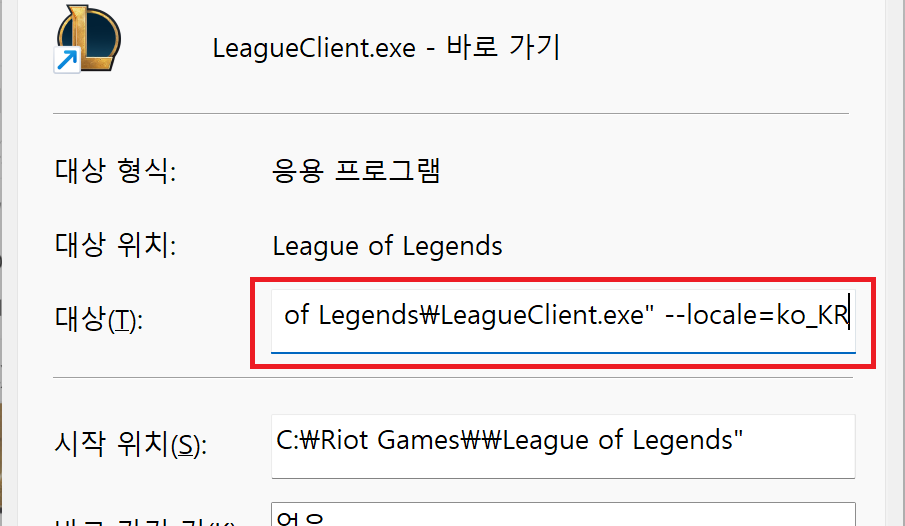 LeagueClient.exe - 바로 가기
대상 형식: 응용 프로그램
대상 위치: League of Legends
대상(T): of Legends₩LeagueClient.exe" --locale=ko_KR
시작 위치(S): C:₩Riot Games₩₩League of Legends"